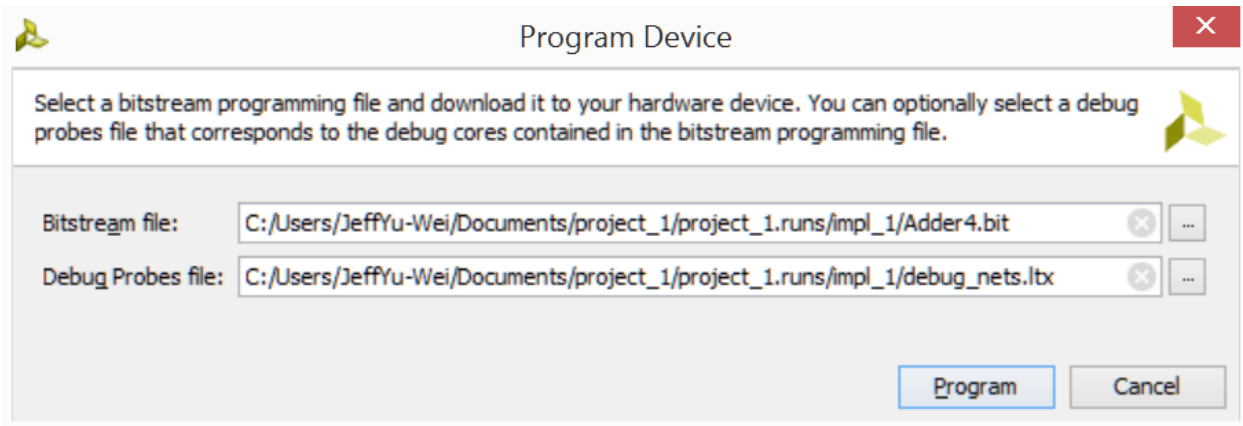 Program Device
Select a bitstream programming file and download it to your hardware device. You can optionally select a debug
probes file that corresponds to the debug cores contained in the bitstream programming file.
Bitstream file: C:/Users/JeffYu-Wei/Documents/project_1/project_1.runs/impl_1/Adder4.bit ...
Debug Probes file: C:/Users/JeffYu-Wei/Documents/project_1/project_1.runs/impl_1/debug_nets.ltx ...
Program Cancel